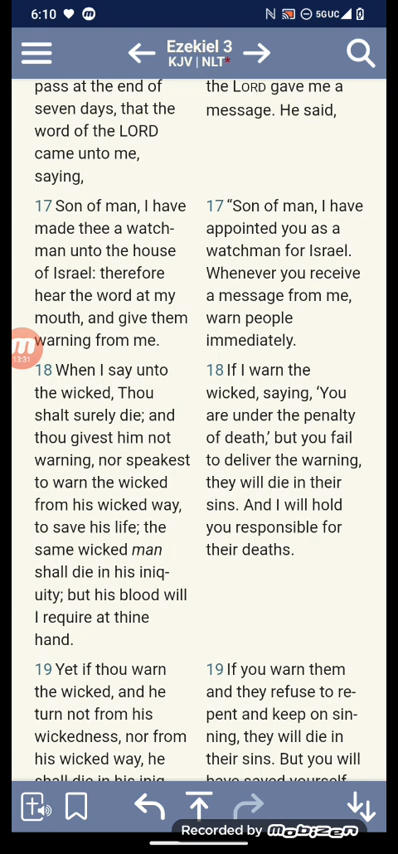 6:10
5GUC
Ezekiel 3
KJV | NLT*
pass at the end of
seven days, that the
word of the LORD
came unto me,
saying,
17 Son of man, I have
made thee a watch-
man unto the house
of Israel: therefore
hear the word at my
mouth, and give them
warning from me.
18 When I say unto
the wicked, Thou
shalt surely die; and
thou givest him not
warning, nor speakest
to warn the wicked
from his wicked way,
to save his life; the
same wicked man
shall die in his iniq-
uity; but his blood will
I require at thine
hand.
19 Yet if thou warn
the wicked, and he
turn not from his
wickedness, nor from
his wicked way, he
shall die in his iniq-
the LORD gave me a
message. He said,
17 “Son of man, I have
appointed you as a
watchman for Israel.
Whenever you receive
a message from me,
warn people
immediately.
18 If I warn the
wicked, saying, ‘You
are under the penalty
of death,’ but you fail
to deliver the warning,
they will die in their
sins. And I will hold
you responsible for
their deaths.
19 If you warn them
and they refuse to re-
pent and keep on sin-
ning, they will die in
their sins. But you will
have saved yourself
m
13:31
Recorded by mobizen